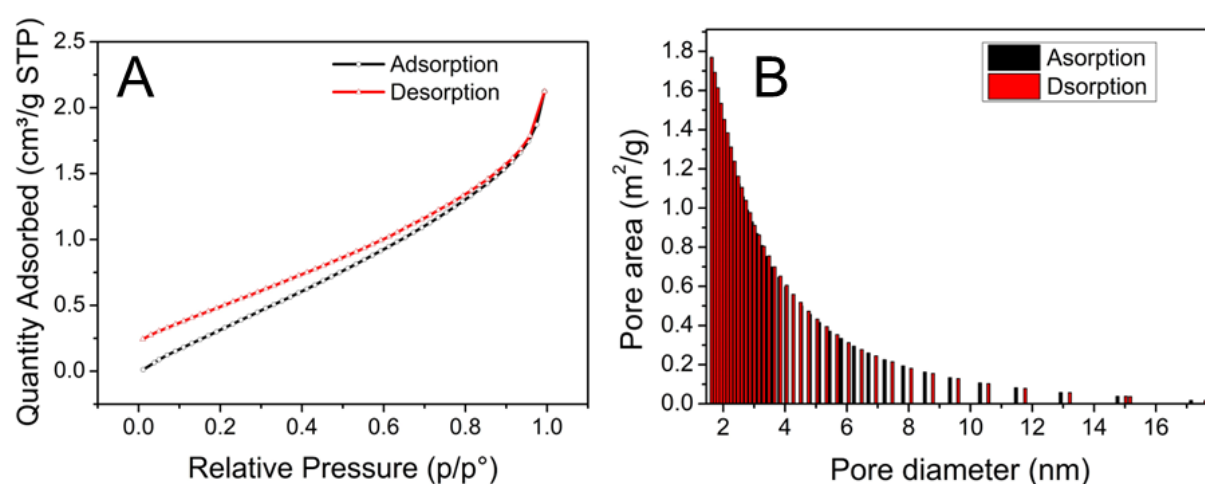 A
Adsorption
Desorption
Quantity Adsorbed (cm³/g STP)
2.5
2.0
1.5
1.0
0.5
0.0
0.0 0.2 0.4 0.6 0.8 1.0
Relative Pressure (p/p°)
B
Asorption
Dsorption
Pore area (m²/g)
1.8
1.6
1.4
1.2
1.0
0.8
0.6
0.4
0.2
0.0
2 4 6 8 10 12 14 16
Pore diameter (nm)